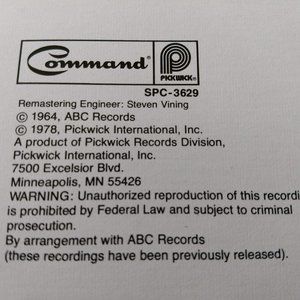 Command®
P
PICKWICK®
SPC-3629
Remastering Engineer: Steven Vining
© 1964, ABC Records
© 1978, Pickwick International, Inc.
A product of Pickwick Records Division,
Pickwick International, Inc.
7500 Excelsior Blvd.
Minneapolis, MN 55426
WARNING: Unauthorized reproduction of this recordi
is prohibited by Federal Law and subject to criminal
prosecution.
By arrangement with ABC Records
(these recordings have been previously released).